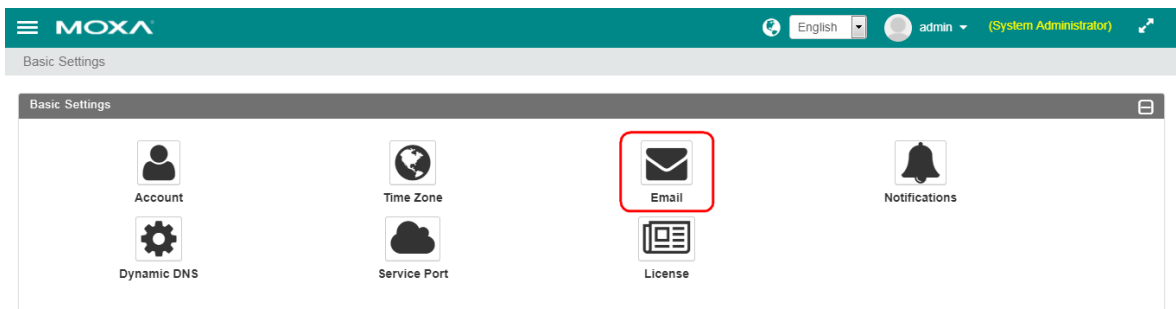 MOXA
English
admin
(System Administrator)
Basic Settings
Basic Settings
Account
Time Zone
Email
Notifications
Dynamic DNS
Service Port
License